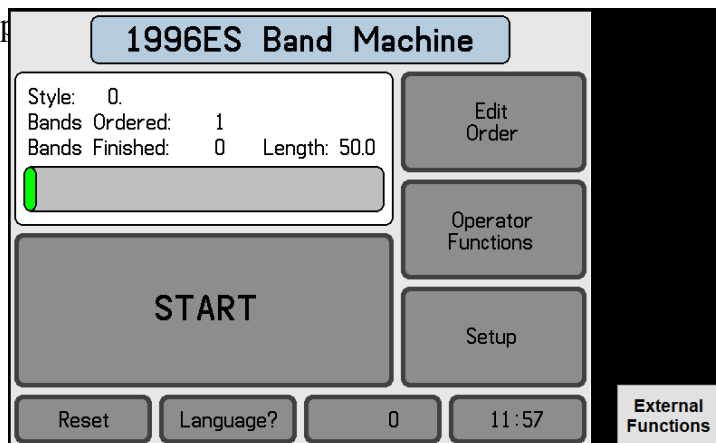 1996ES Band Machine
Style: 0.
Bands Ordered: 1
Bands Finished: 0 Length: 50.0
Edit
Order
Operator
Functions
START
Setup
Reset
Language?
0
11:57
External
Functions